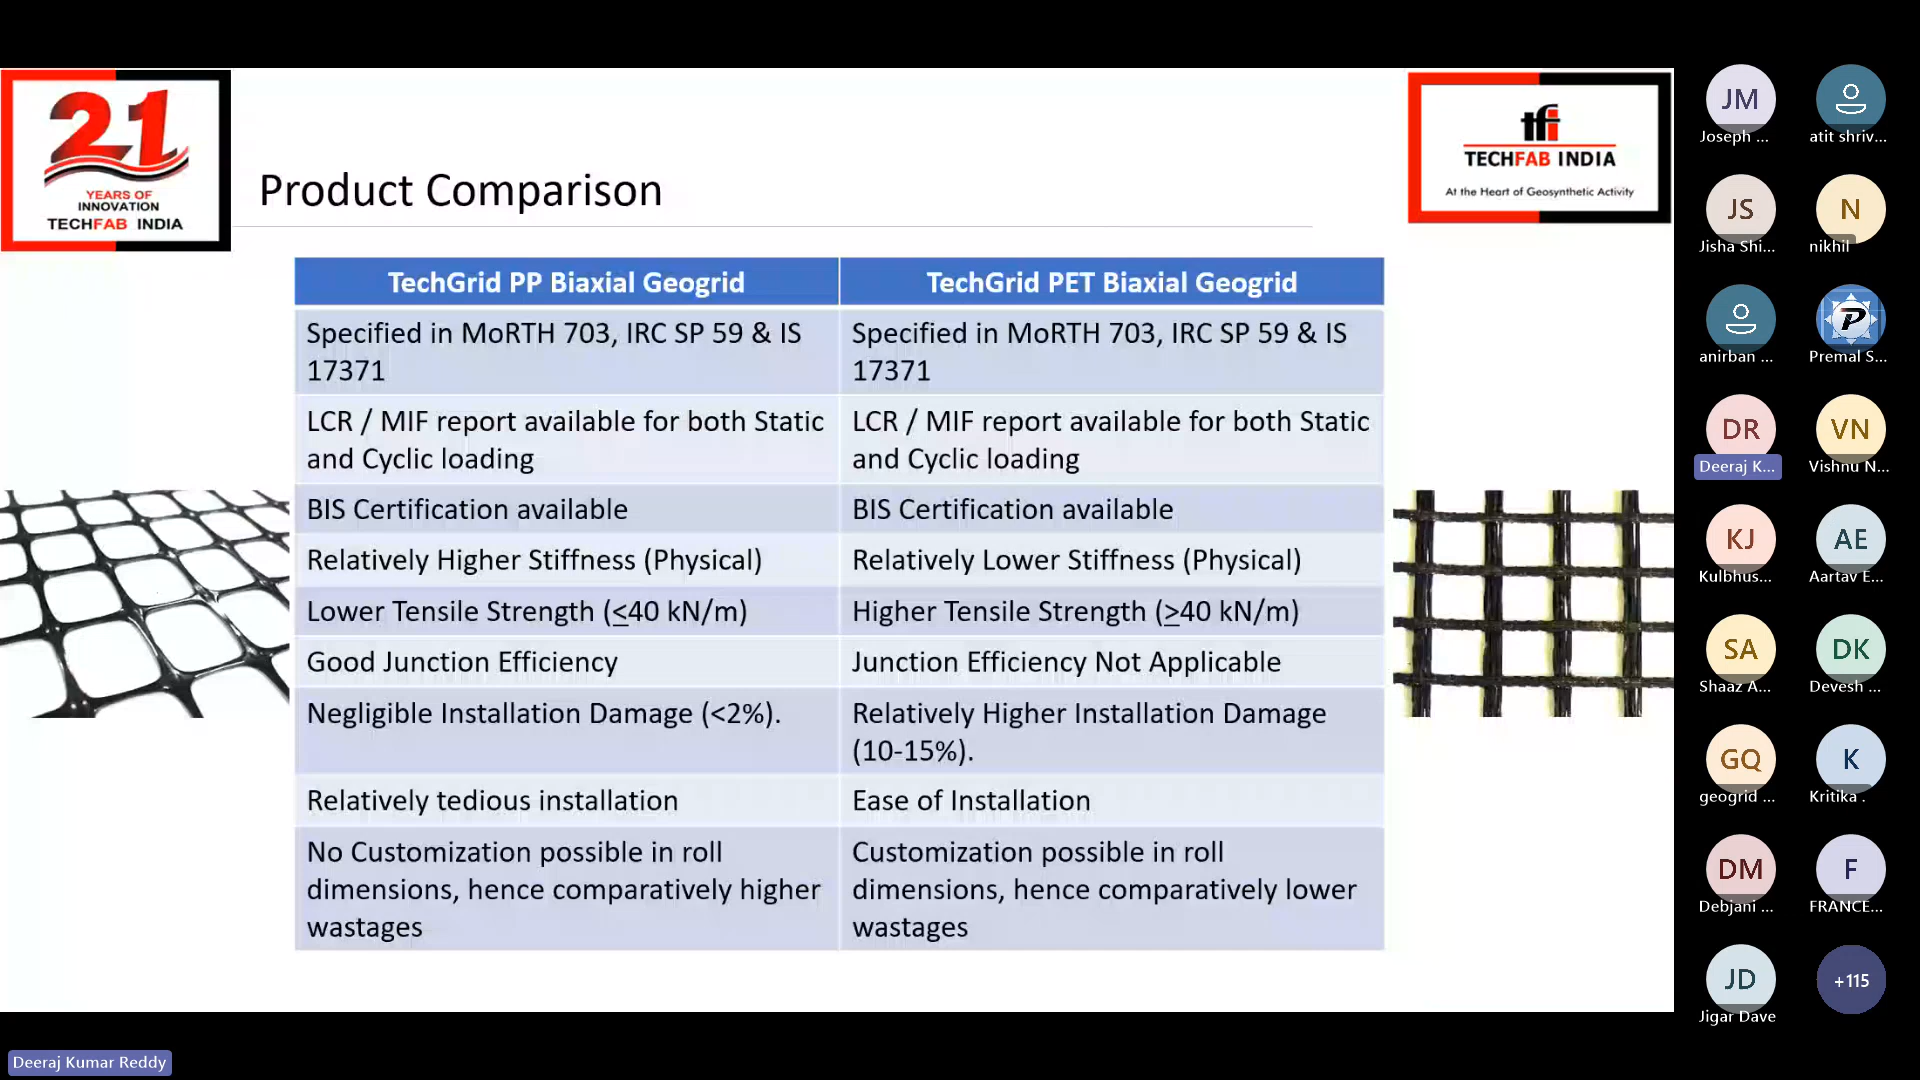 21
YEARS OF
INNOVATION
TECHFAB INDIA
Product Comparison
tfi
TECHFAB INDIA
At the Heart of Geosynthetic Activity
TechGrid PP Biaxial Geogrid
TechGrid PET Biaxial Geogrid
Specified in MoRTH 703, IRC SP 59 & IS
17371
Specified in MoRTH 703, IRC SP 59 & IS
17371
LCR / MIF report available for both Static
and Cyclic loading
LCR / MIF report available for both Static
and Cyclic loading
BIS Certification available
BIS Certification available
Relatively Higher Stiffness (Physical)
Relatively Lower Stiffness (Physical)
Lower Tensile Strength (≤40 kN/m)
Higher Tensile Strength (≥40 kN/m)
Good Junction Efficiency
Junction Efficiency Not Applicable
Negligible Installation Damage (<2%).
Relatively Higher Installation Damage
(10-15%).
Relatively tedious installation
Ease of Installation
No Customization possible in roll
dimensions, hence comparatively higher
wastages
Customization possible in roll
dimensions, hence comparatively lower
wastages
JM
Joseph ...
atit shriv...
JS
Jisha Shi...
N
nikhil
anirban ...
P
Premal S...
DR
Deeraj K...
VN
Vishnu N...
KJ
Kulbhus...
AE
Aartav E...
SA
Shaaz A...
DK
Devesh ...
GQ
geogrid ...
K
Kritika .
DM
Debjani ...
F
FRANCE...
JD
Jigar Dave
+115
Deeraj Kumar Reddy